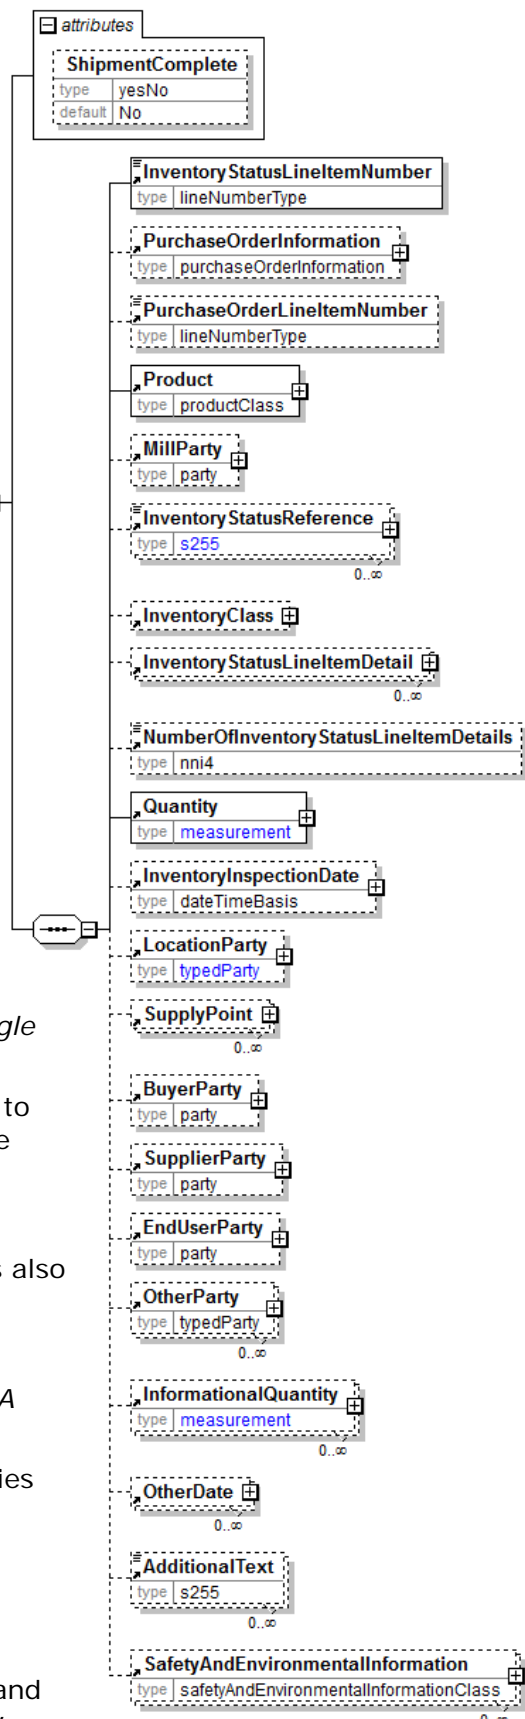 attributes
ShipmentComplete
type yesNo
default No
InventoryStatusLineItemNumber
type lineNumberType
PurchaseOrderInformation
type purchaseOrderInformation
PurchaseOrderLineItemNumber
type lineNumberType
Product
type productClass
MillParty
type party
InventoryStatusReference
type s255
0..∞
InventoryClass
InventoryStatusLineItemDetail
0..∞
NumberOfInventoryStatusLineItemDetails
type nni4
Quantity
type measurement
InventoryInspectionDate
type dateTimeBasis
LocationParty
type typedParty
gle
SupplyPoint
0..∞
BuyerParty
to
type party
e
SupplierParty
type party
EndUserParty
type party
s also
OtherParty
type typedParty
0..∞
A
InformationalQuantity
type measurement
0..∞
ies
OtherDate
0..∞
AdditionalText
type s255
0..∞
SafetyAndEnvironmentalInformation
and
type safetyAndEnvironmentalInformationClass